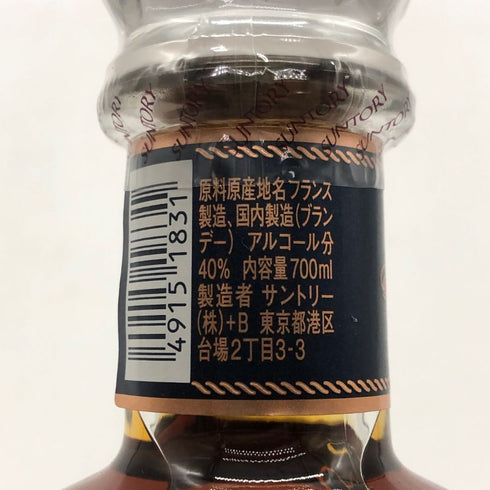 SUNTORY
SUNTORY
SUNTORY
SUNTORY
原料原産地名フランス
製造、国内製造(ブラン
デー) アルコール分
40% 内容量700ml
製造者 サントリー
(株)+B 東京都港区
台場2丁目3-3
4915 1831